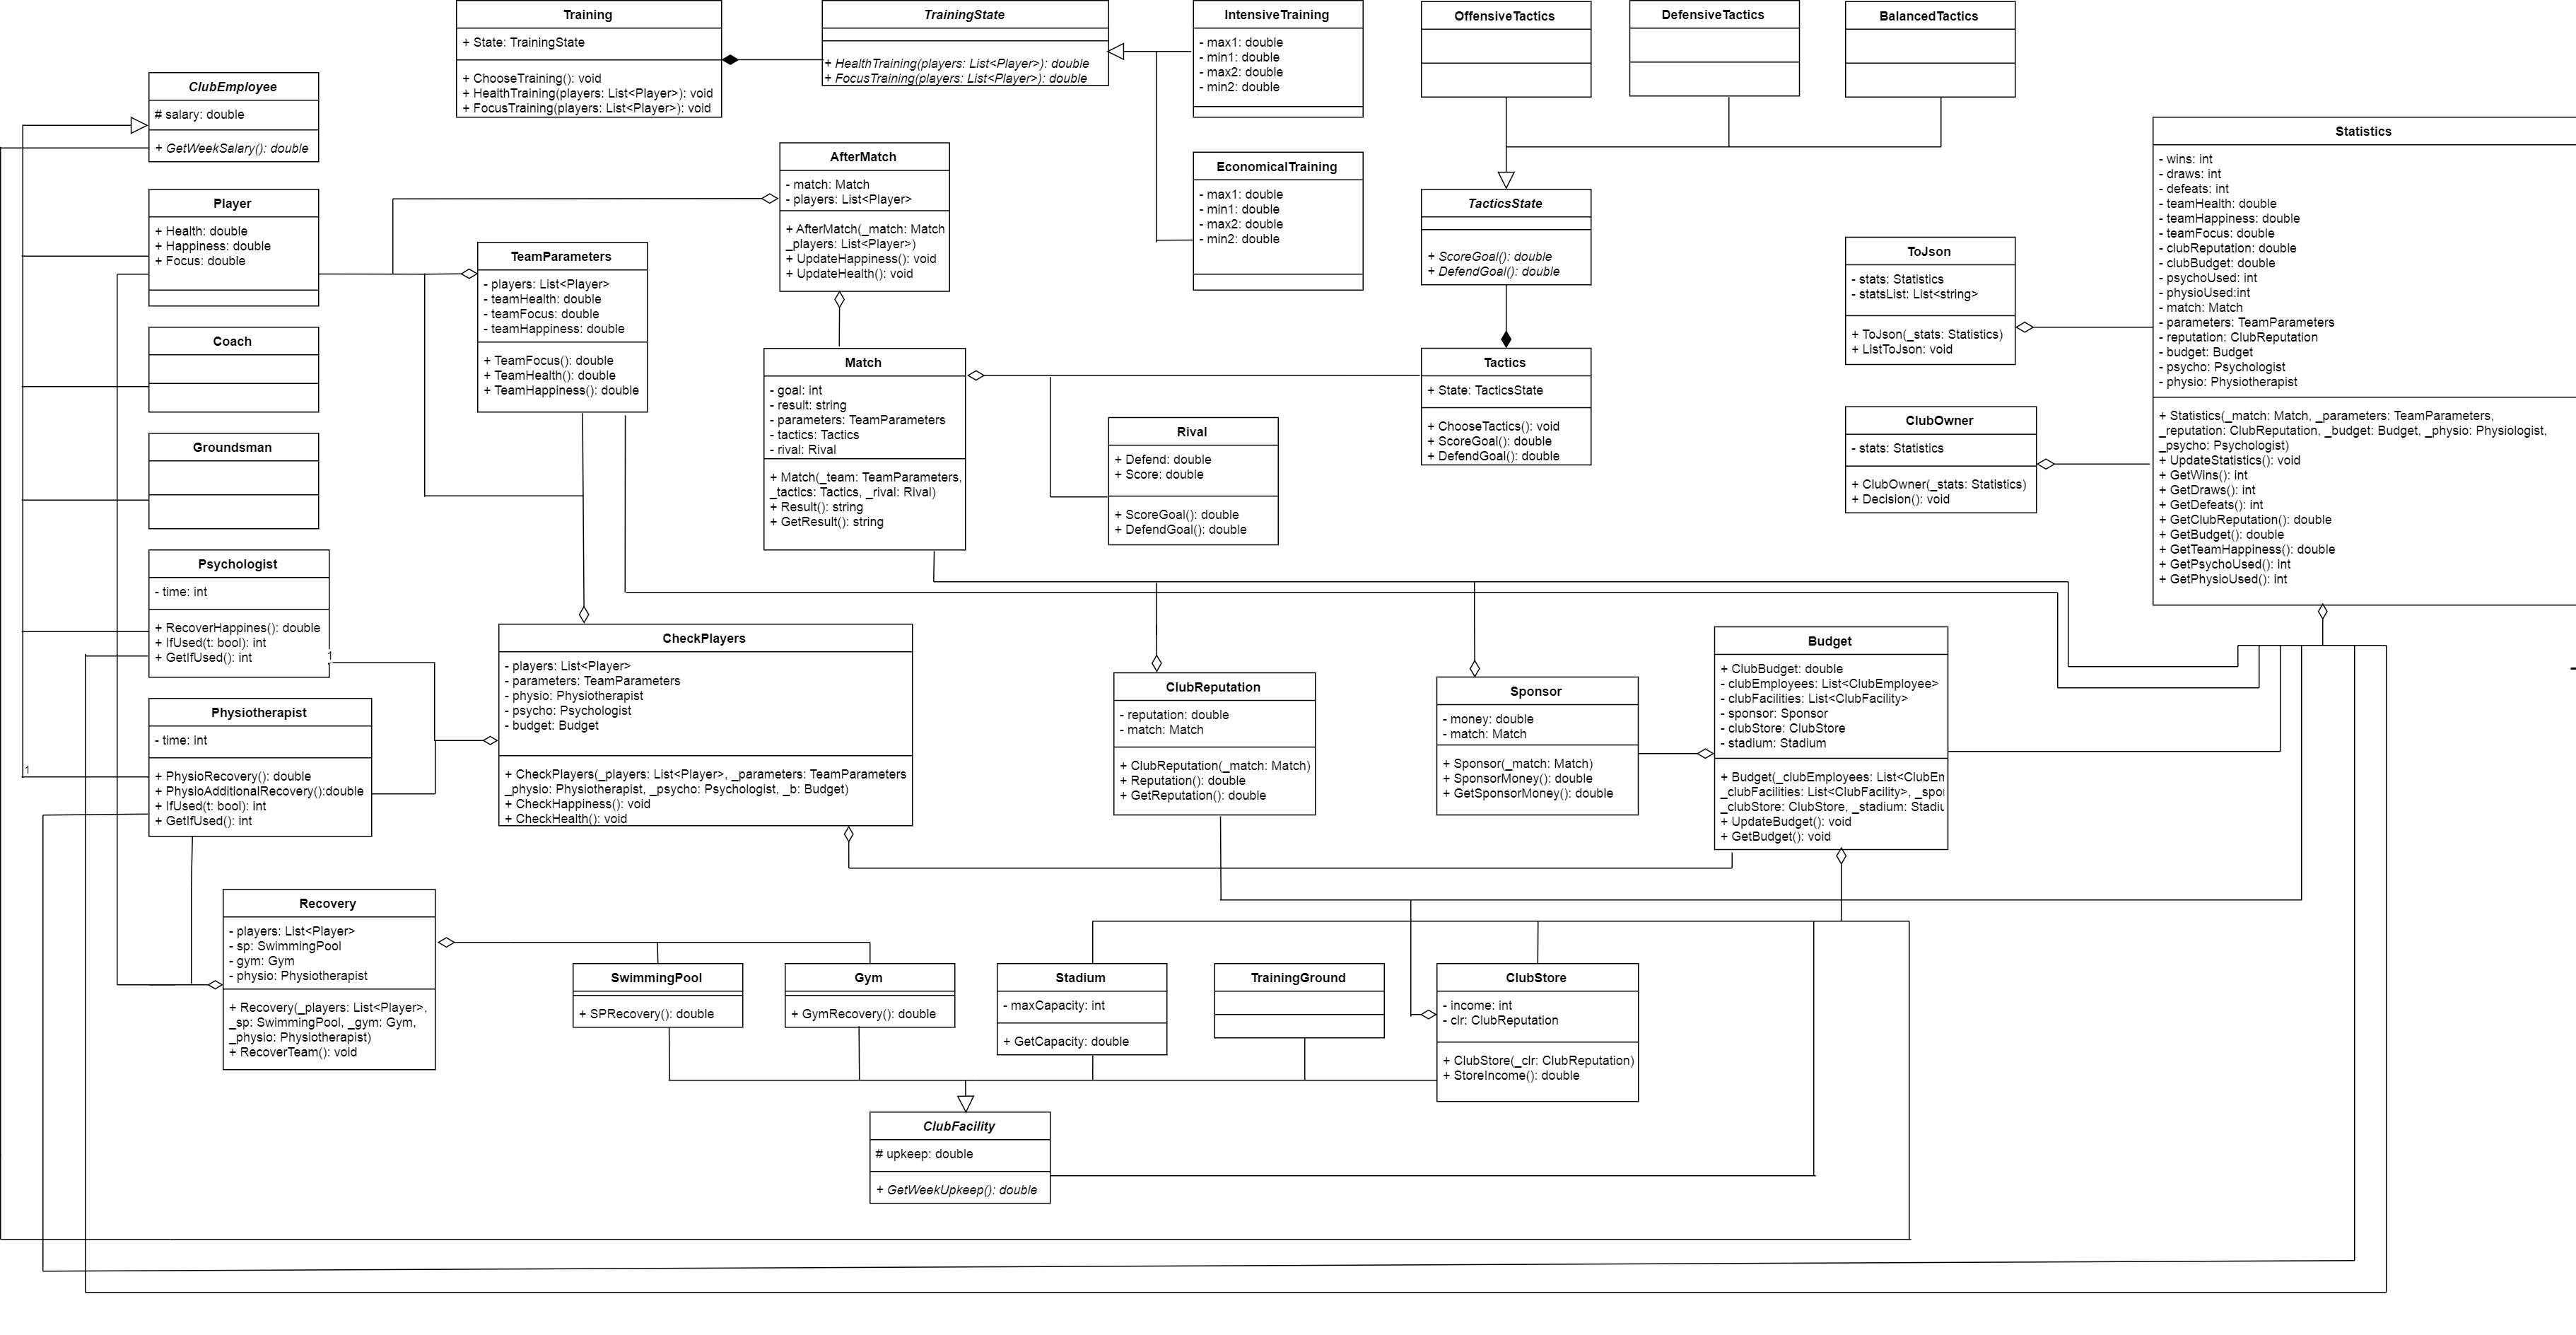 Training
+ State: TrainingState
+ ChooseTraining(): void
+ HealthTraining(players: List<Player>): void
+ FocusTraining(players: List<Player>): void
TrainingState
+ HealthTraining(players: List<Player>): double
+ FocusTraining(players: List<Player>): double
IntensiveTraining
- max1: double
- min1: double
- max2: double
- min2: double
OffensiveTactics
DefensiveTactics
BalancedTactics
ClubEmployee
# salary: double
+ GetWeekSalary(): double
Statistics
- wins: int
- draws: int
- defeats: int
- teamHealth: double
- teamHappiness: double
- teamFocus: double
- clubReputation: double
- clubBudget: double
- psychoUsed: int
- physioUsed:int
- match: Match
- parameters: TeamParameters
- reputation: ClubReputation
- budget: Budget
- psycho: Psychologist
- physio: Physiotherapist
+ Statistics(_match: Match, _parameters: TeamParameters,
_reputation: ClubReputation, _budget: Budget, _physio: Physiologist,
_psycho: Psychologist)
+ UpdateStatistics(): void
+ GetWins(): int
+ GetDraws(): int
+ GetDefeats(): int
+ GetClubReputation(): double
+ GetBudget(): double
+ GetTeamHappiness(): double
+ GetPsychoUsed(): int
+ GetPhysioUsed(): int
AfterMatch
- match: Match
- players: List<Player>
+ AfterMatch(_match: Match
_players: List<Player>)
+ UpdateHappiness(): void
+ UpdateHealth(): void
EconomicalTraining
- max1: double
- min1: double
- max2: double
- min2: double
Player
+ Health: double
+ Happiness: double
+ Focus: double
TacticsState
+ ScoreGoal(): double
+ DefendGoal(): double
TeamParameters
- players: List<Player>
- teamHealth: double
- teamFocus: double
- teamHappiness: double
+ TeamFocus(): double
+ TeamHealth(): double
+ TeamHappiness(): double
ToJson
- stats: Statistics
- statsList: List<string>
+ ToJson(_stats: Statistics)
+ ListToJson: void
Coach
Match
- goal: int
- result: string
- parameters: TeamParameters
- tactics: Tactics
- rival: Rival
+ Match(_team: TeamParameters,
_tactics: Tactics, _rival: Rival)
+ Result(): string
+ GetResult(): string
Tactics
+ State: TacticsState
+ ChooseTactics(): void
+ ScoreGoal(): double
+ DefendGoal(): double
Rival
+ Defend: double
+ Score: double
+ ScoreGoal(): double
+ DefendGoal(): double
ClubOwner
- stats: Statistics
+ ClubOwner(_stats: Statistics)
+ Decision(): void
Groundsman
Psychologist
- time: int
+ RecoverHappines(): double
+ IfUsed(t: bool): int
+ GetIfUsed(): int
1
CheckPlayers
- players: List<Player>
- parameters: TeamParameters
- physio: Physiotherapist
- psycho: Psychologist
- budget: Budget
+ CheckPlayers(_players: List<Player>, _parameters: TeamParameters
_physio: Physiotherapist, _psycho: Psychologist, _b: Budget)
+ CheckHappiness(): void
+ CheckHealth(): void
ClubReputation
- reputation: double
- match: Match
+ ClubReputation(_match: Match)
+ Reputation(): double
+ GetReputation(): double
Sponsor
- money: double
- match: Match
+ Sponsor(_match: Match)
+ SponsorMoney(): double
+ GetSponsorMoney(): double
Budget
+ ClubBudget: double
- clubEmployees: List<ClubEmployee>
- clubFacilities: List<ClubFacility>
- sponsor: Sponsor
- clubStore: ClubStore
- stadium: Stadium
+ Budget(_clubEmployees: List<ClubEn
_clubFacilities: List<ClubFacility>, _spo
_clubStore: ClubStore, _stadium: Stadi
+ UpdateBudget(): void
+ GetBudget(): void
Physiotherapist
- time: int
+ PhysioRecovery(): double
+ PhysioAdditionalRecovery():double
+ IfUsed(t: bool): int
+ GetIfUsed(): int
1
Recovery
- players: List<Player>
- sp: SwimmingPool
- gym: Gym
- physio: Physiotherapist
+ Recovery(_players: List<Player>,
_sp: SwimmingPool, _gym: Gym,
_physio: Physiotherapist)
+ RecoverTeam(): void
SwimmingPool
+ SPRecovery(): double
Gym
+ GymRecovery(): double
Stadium
- maxCapacity: int
+ GetCapacity: double
TrainingGround
ClubStore
- income: int
- clr: ClubReputation
+ ClubStore(_clr: ClubReputation)
+ StoreIncome(): double
ClubFacility
# upkeep: double
+ GetWeekUpkeep(): double